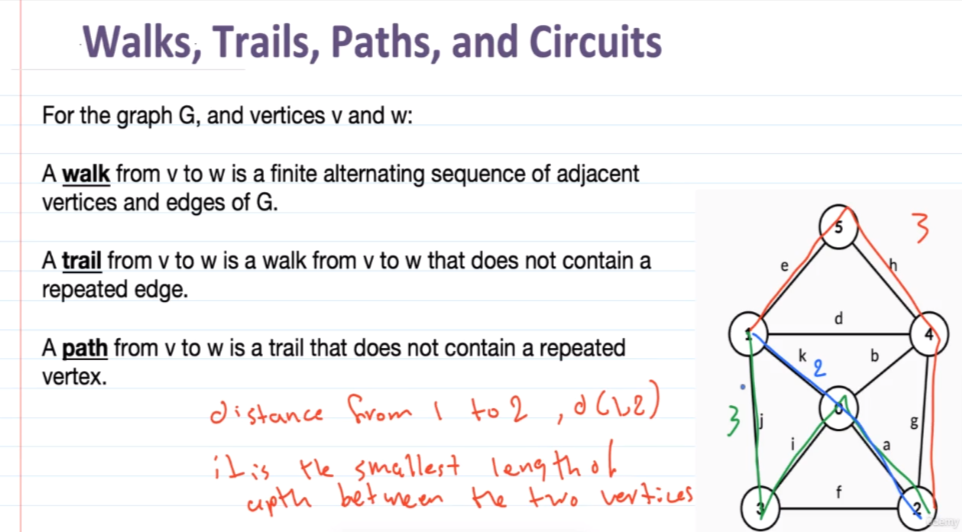 Walks, Trails, Paths, and Circuits
For the graph G, and vertices v and w:
A walk from v to w is a finite alternating sequence of adjacent
vertices and edges of G.
A trail from v to w is a walk from v to w that does not contain a
repeated edge.
A path from v to w is a trail that does not contain a repeated
vertex.
distance from 1 to 2, d(1,2)
it is the smallest length of
a path between the two vertices
5
3
e
h
d
1
4
k
2
b
0
3
j
g
i
a
f
3
2